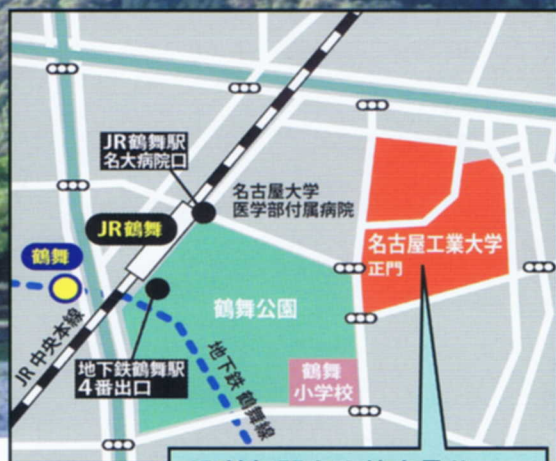 JR鶴舞駅
名大病院口
名古屋大学
医学部付属病院
JR鶴舞
鶴舞
名古屋工業大学
正門
鶴舞公園
JR中央本線
地下鉄鶴舞駅
4番出口
地下鉄 鶴舞線
鶴舞
小学校